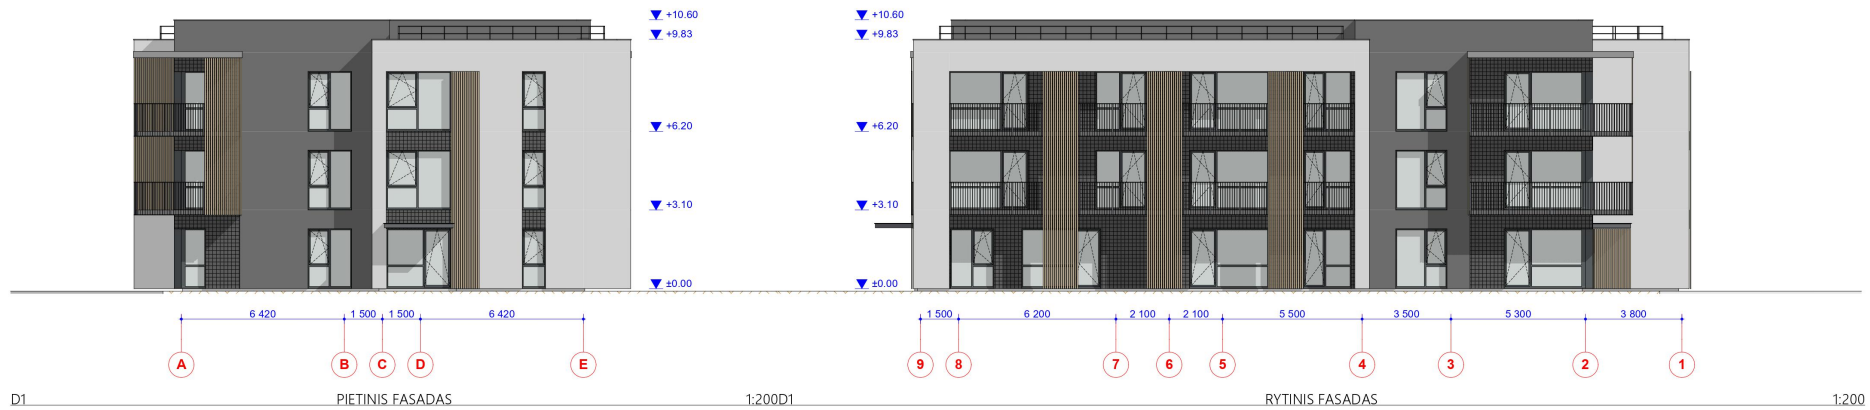 +10.60
+9.83
+6.20
+3.10
±0.00
6 420 1 500 1 500 6 420
A B C D E
D1 PIETINIS FASADAS 1:200
+10.60
+9.83
+6.20
+3.10
±0.00
1 500 6 200 2 100 2 100 5 500 3 500 5 300 3 800
9 8 7 6 5 4 3 2 1
D1 RYTINIS FASADAS 1:200